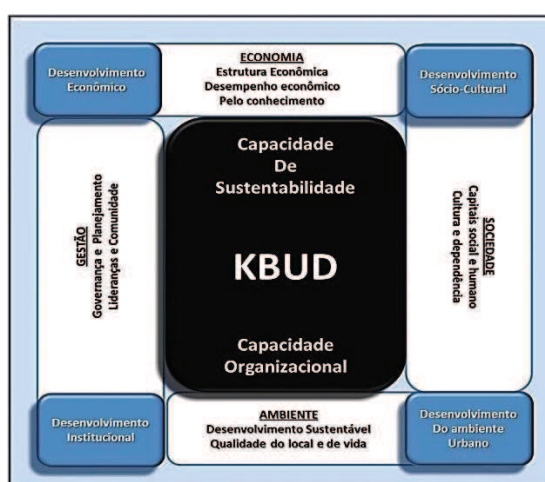 Desenvolvimento
Econômico
ECONOMIA
Estrutura Econômica
Desempenho econômico
Pelo conhecimento
Desenvolvimento
Sócio-Cultural
GESTÃO
Governança e Planejamento
Lideranças e Comunidade
Capacidade
De
Sustentabilidade
KBUD
Capacidade
Organizacional
SOCIEDADE
Capitais social e humano
Cultura e dependência
Desenvolvimento
Institucional
AMBIENTE
Desenvolvimento Sustentável
Qualidade do local e de vida
Desenvolvimento
Do ambiente
Urbano